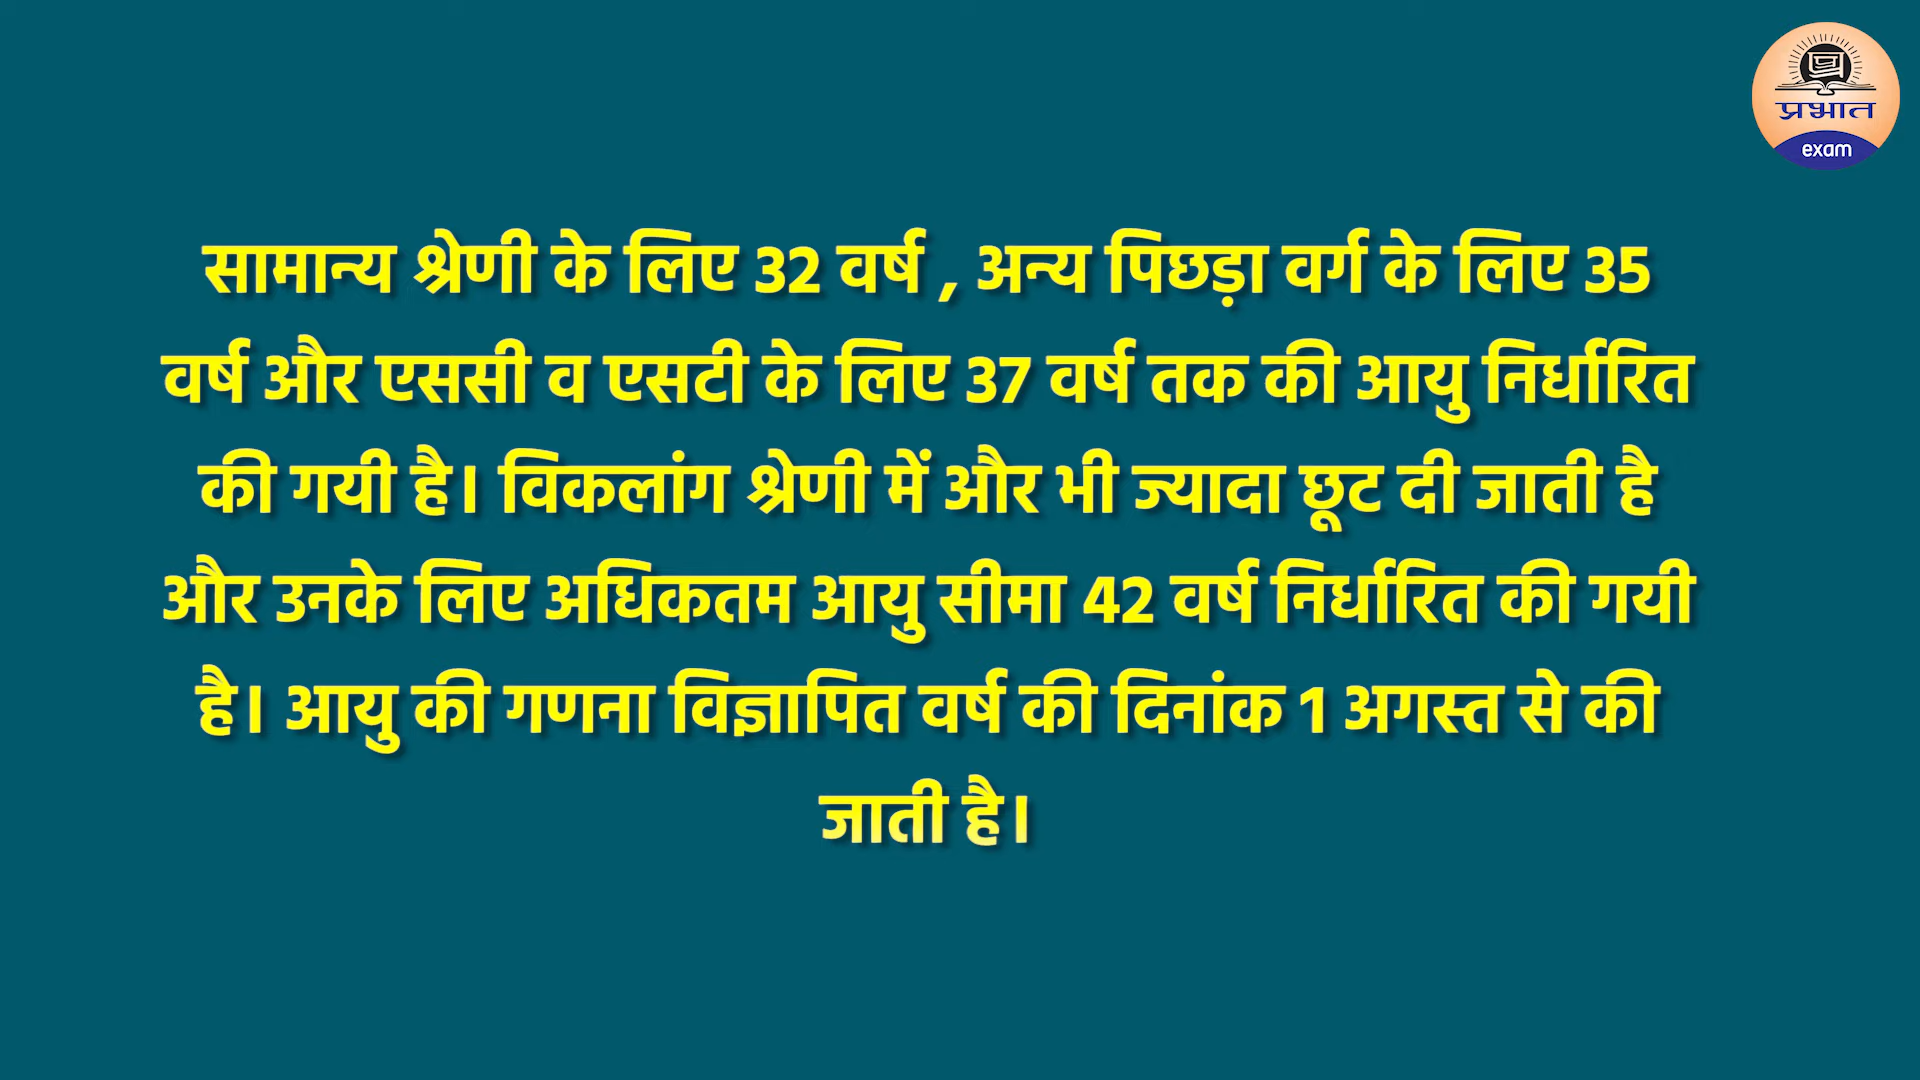 प्रभात
exam
सामान्य श्रेणी के लिए 32 वर्ष , अन्य पिछड़ा वर्ग के लिए 35
वर्ष और एससी व एसटी के लिए 37 वर्ष तक की आयु निर्धारित
की गयी है। विकलांग श्रेणी में और भी ज्यादा छूट दी जाती है
और उनके लिए अधिकतम आयु सीमा 42 वर्ष निर्धारित की गयी
है। आयु की गणना विज्ञापित वर्ष की दिनांक 1 अगस्त से की
जाती है।